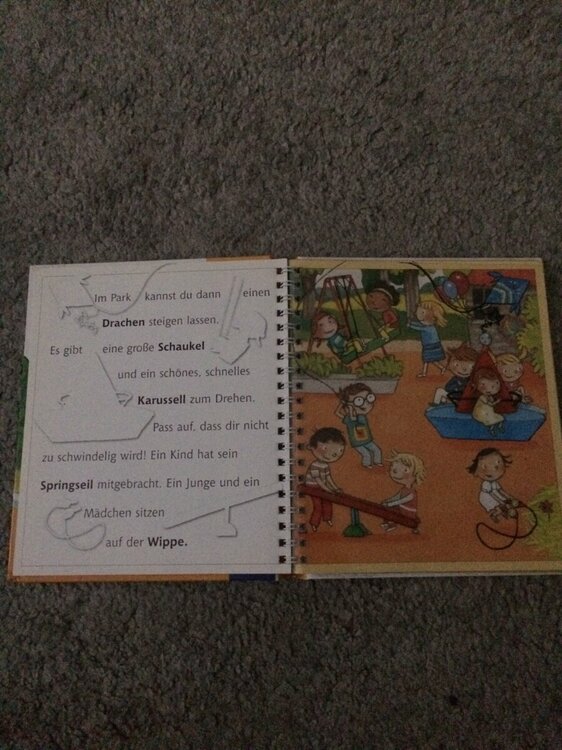 Im Park kannst du dann einen
Drachen steigen lassen.
Es gibt eine große Schaukel
und ein schönes, schnelles
Karussell zum Drehen.
Pass auf, dass dir nicht
zu schwindelig wird! Ein Kind hat sein
Springseil mitgebracht. Ein Junge und ein
Mädchen sitzen
auf der Wippe.